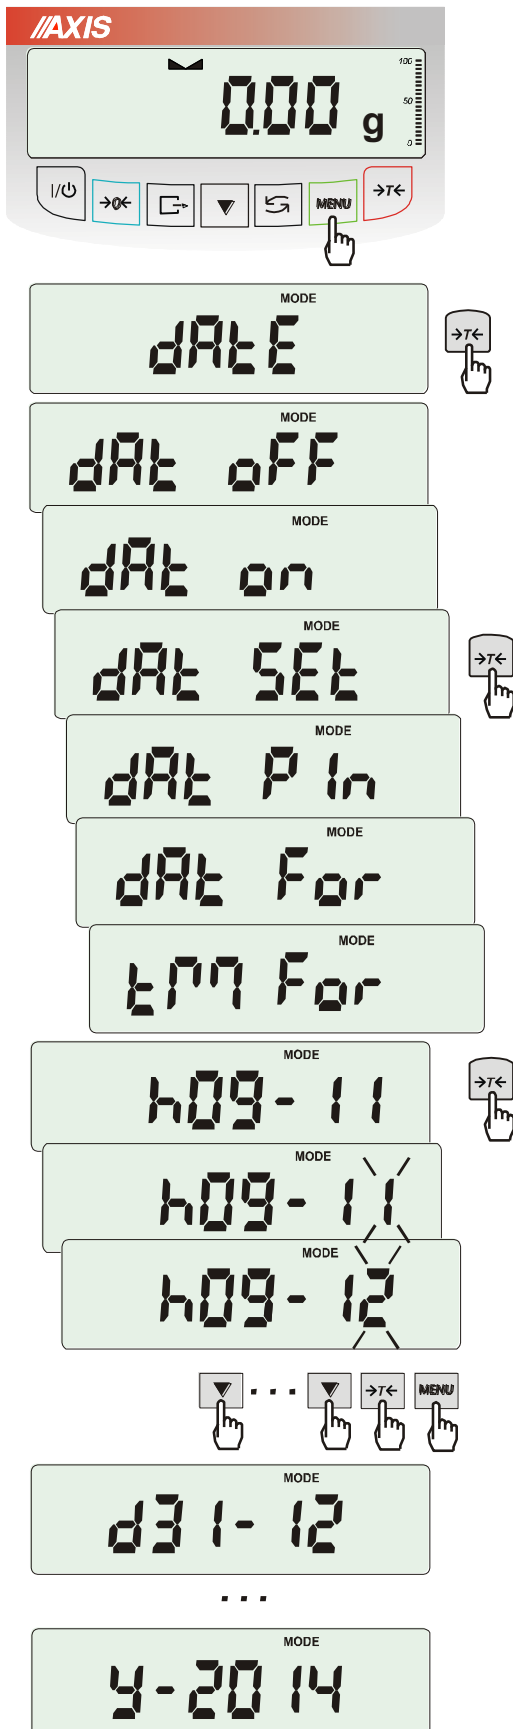 AXIS
100
50
0
0.00 g
I/⏻ →0← MENU →T←
MODE
dAtE
→T←
MODE
dAt oFF
MODE
dAt on
MODE
dAt SEt
→T←
MODE
dAt PIn
MODE
dAt For
MODE
tM For
MODE
h09-11
→T←
MODE
h09-11
MODE
h09-12
▼ ... ▼ →T← MENU
MODE
d31-12
...
MODE
y-2014